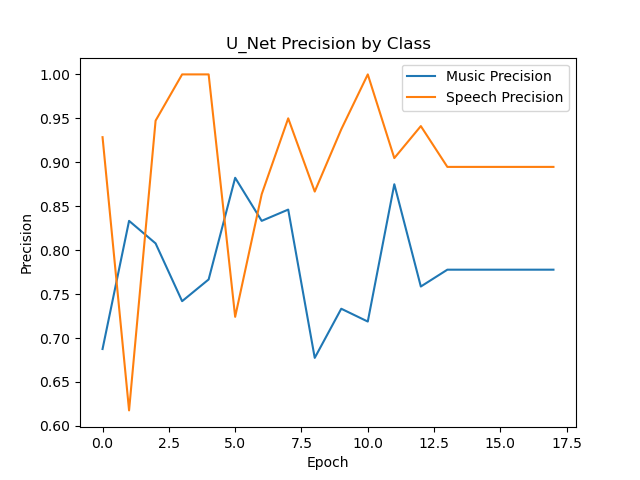 U_Net Precision by Class
Music Precision
Speech Precision
Precision
1.00
0.95
0.90
0.85
0.80
0.75
0.70
0.65
0.60
0.0 2.5 5.0 7.5 10.0 12.5 15.0 17.5
Epoch